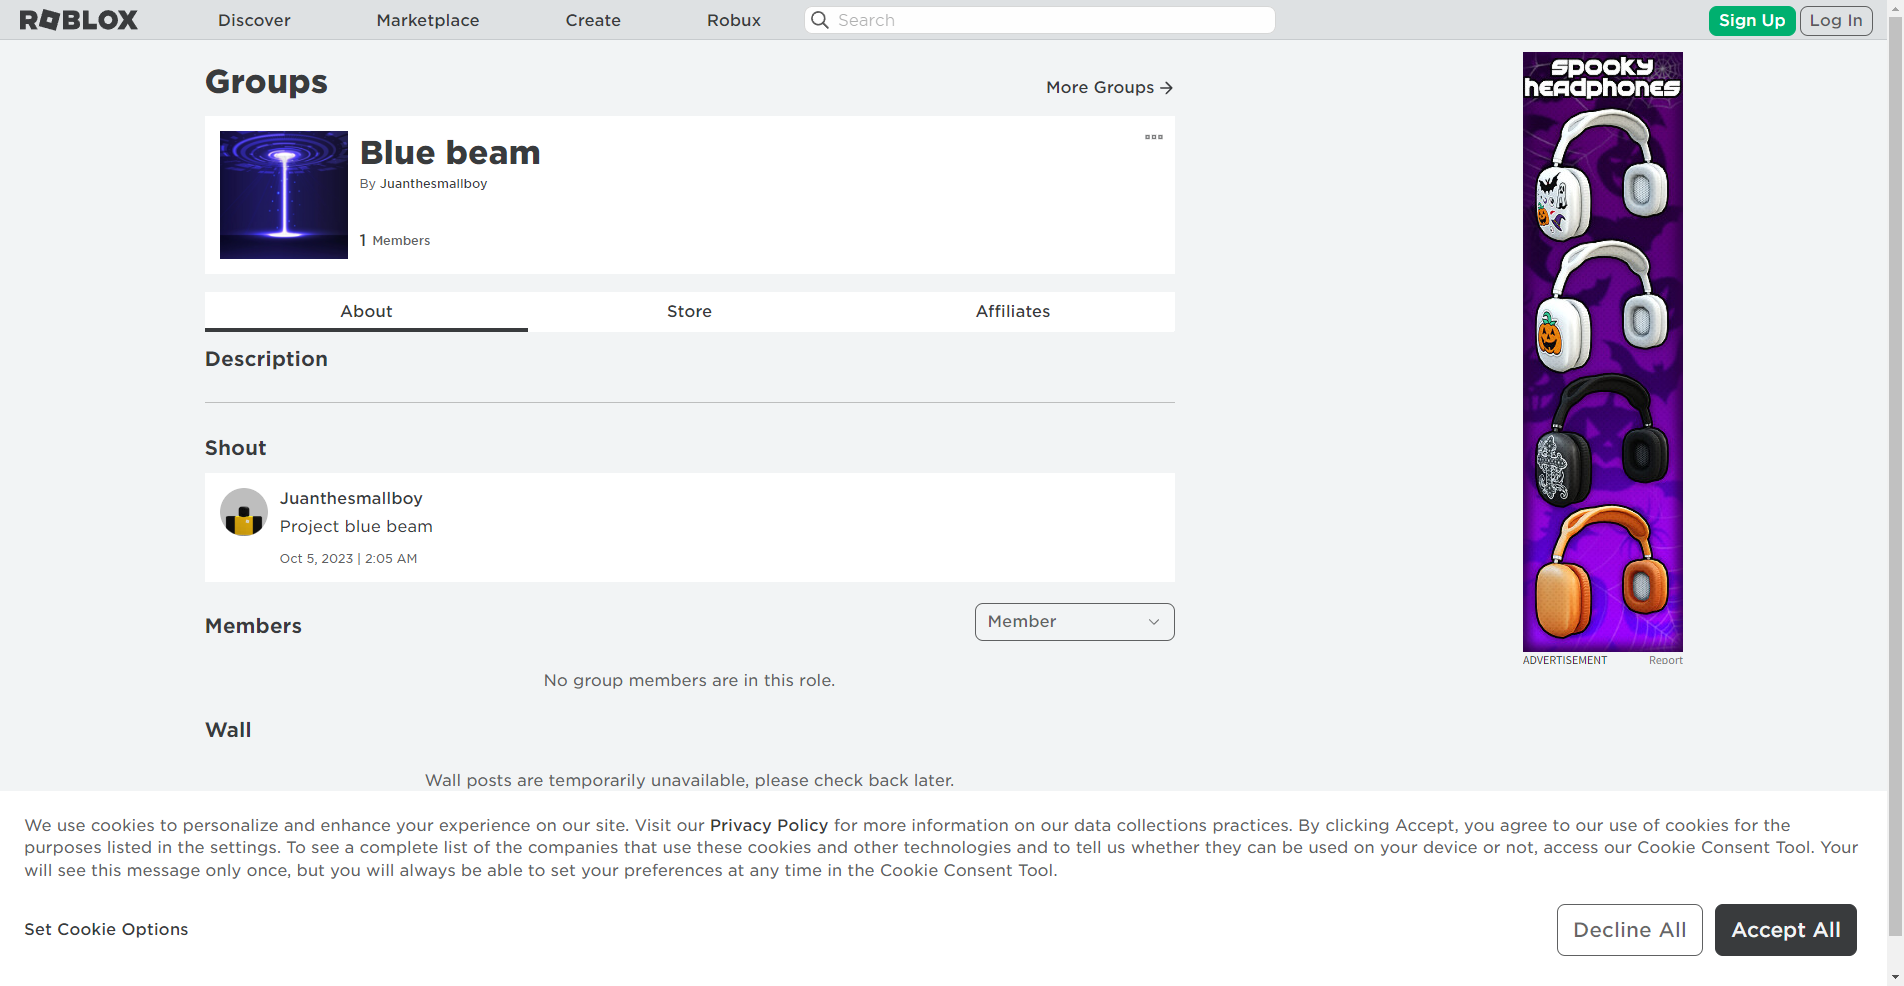 ROBLOX
Discover
Marketplace
Create
Robux
Search
Sign Up
Log In
Groups
More Groups
Blue beam
By Juanthesmallboy
1 Members
About
Store
Affiliates
Description
Shout
Juanthesmallboy
Project blue beam
Oct 5, 2023 | 2:05 AM
Members
Member
No group members are in this role.
Wall
Wall posts are temporarily unavailable, please check back later.
spooky
headphones
ADVERTISEMENT
Report
We use cookies to personalize and enhance your experience on our site. Visit our Privacy Policy for more information on our data collections practices. By clicking Accept, you agree to our use of cookies for the
purposes listed in the settings. To see a complete list of the companies that use these cookies and other technologies and to tell us whether they can be used on your device or not, access our Cookie Consent Tool. Your
will see this message only once, but you will always be able to set your preferences at any time in the Cookie Consent Tool.
Set Cookie Options
Decline All
Accept All